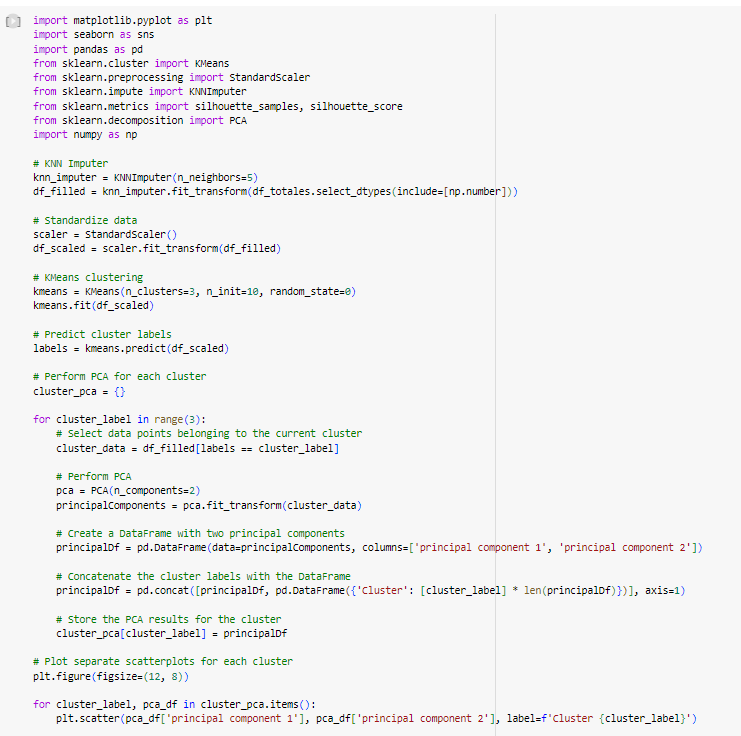 import matplotlib.pyplot as plt
import seaborn as sns
import pandas as pd
from sklearn.cluster import KMeans
from sklearn.preprocessing import StandardScaler
from sklearn.impute import KNNImputer
from sklearn.metrics import silhouette_samples, silhouette_score
from sklearn.decomposition import PCA
import numpy as np

# KNN Imputer
knn_imputer = KNNImputer(n_neighbors=5)
df_filled = knn_imputer.fit_transform(df_totales.select_dtypes(include=[np.number]))

# Standardize data
scaler = StandardScaler()
df_scaled = scaler.fit_transform(df_filled)

# KMeans clustering
kmeans = KMeans(n_clusters=3, n_init=10, random_state=0)
kmeans.fit(df_scaled)

# Predict cluster labels
labels = kmeans.predict(df_scaled)

# Perform PCA for each cluster
cluster_pca = {}

for cluster_label in range(3):
    # Select data points belonging to the current cluster
    cluster_data = df_filled[labels == cluster_label]

    # Perform PCA
    pca = PCA(n_components=2)
    principalComponents = pca.fit_transform(cluster_data)

    # Create a DataFrame with two principal components
    principalDf = pd.DataFrame(data=principalComponents, columns=['principal component 1', 'principal component 2'])

    # Concatenate the cluster labels with the DataFrame
    principalDf = pd.concat([principalDf, pd.DataFrame({'Cluster': [cluster_label] * len(principalDf)})], axis=1)

    # Store the PCA results for the cluster
    cluster_pca[cluster_label] = principalDf

# Plot separate scatterplots for each cluster
plt.figure(figsize=(12, 8))

for cluster_label, pca_df in cluster_pca.items():
    plt.scatter(pca_df['principal component 1'], pca_df['principal component 2'], label=f'Cluster {cluster_label}')